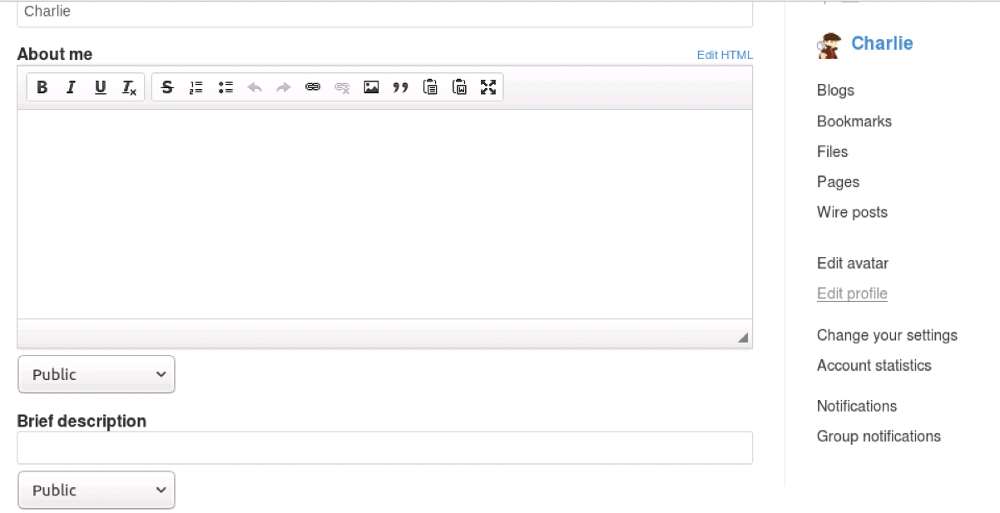 Charlie
About me
Edit HTML
B I U Tx S
Public
Brief description
Public
Charlie
Blogs
Bookmarks
Files
Pages
Wire posts
Edit avatar
Edit profile
Change your settings
Account statistics
Notifications
Group notifications